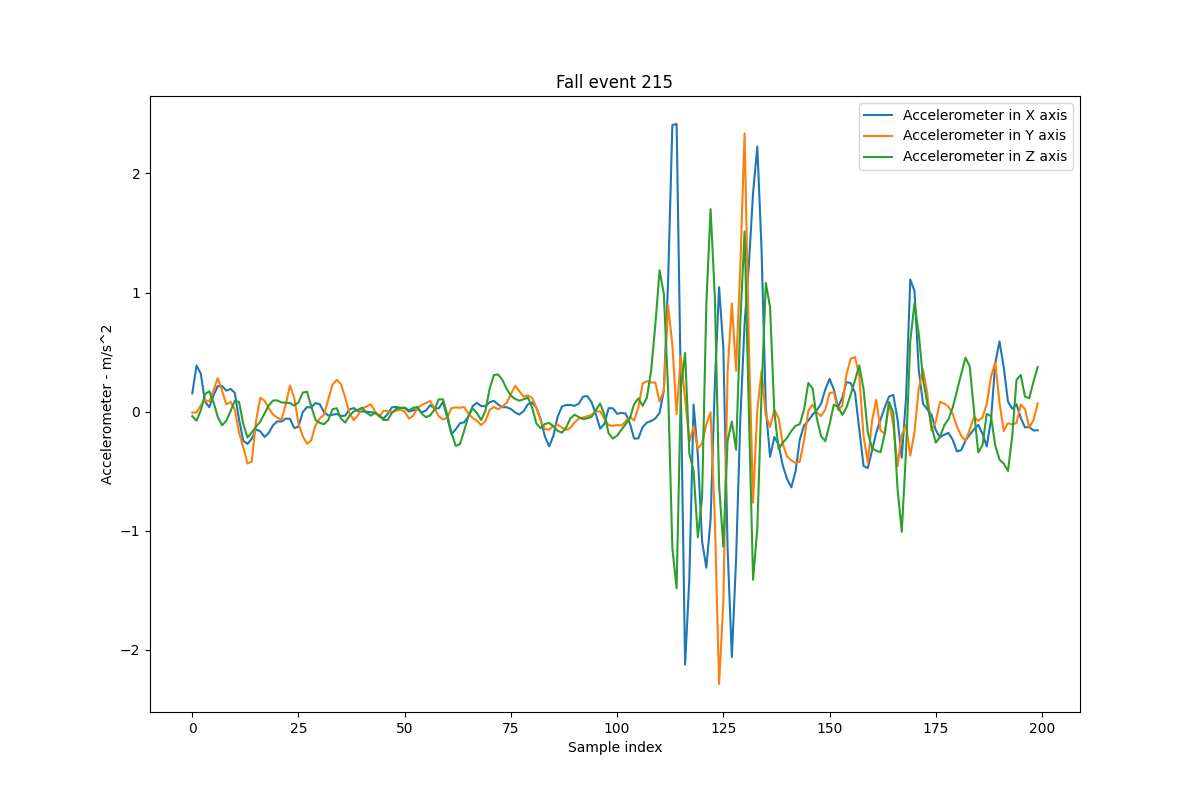 Fall event 215
Accelerometer in X axis
Accelerometer in Y axis
Accelerometer in Z axis
Accelerometer - m/s^2
2
1
0
−1
−2
0 25 50 75 100 125 150 175 200
Sample index